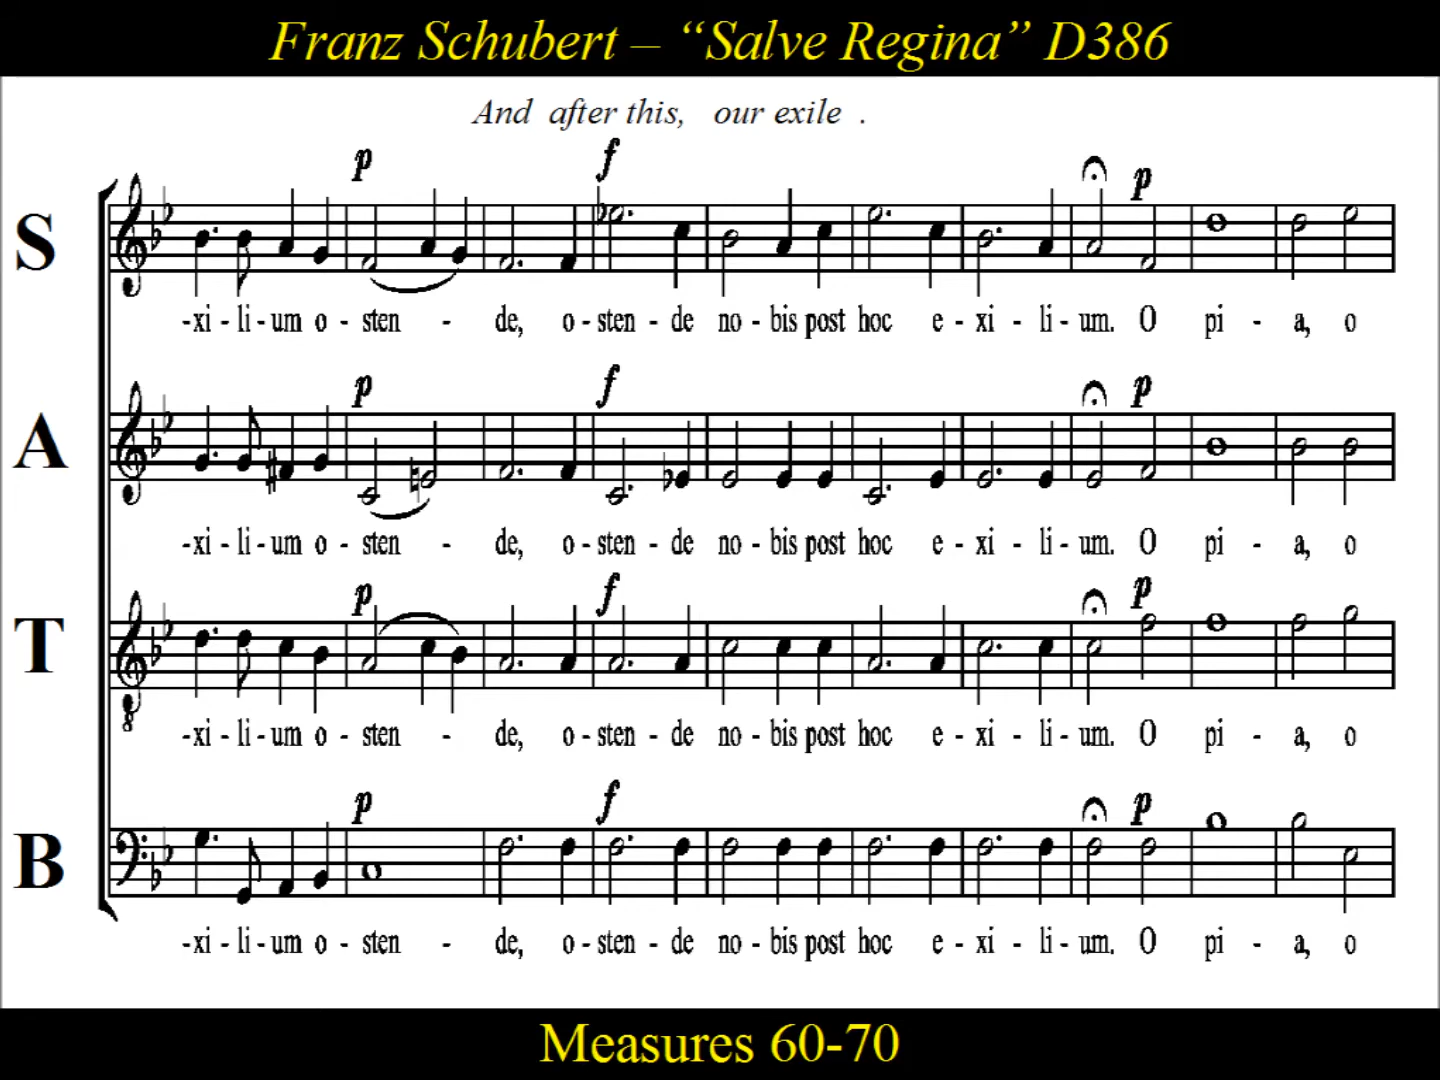 Franz Schubert – “Salve Regina” D386
And after this, our exile .
p f p
S
-xi - li - um o - sten - de, o - sten - de no - bis post hoc e - xi - li - um. O pi - a, o
p f p
A
-xi - li - um o - sten - de, o - sten - de no - bis post hoc e - xi - li - um. O pi - a, o
p f p
T
8
-xi - li - um o - sten - de, o - sten - de no - bis post hoc e - xi - li - um. O pi - a, o
p f p
B
-xi - li - um o - sten - de, o - sten - de no - bis post hoc e - xi - li - um. O pi - a, o
Measures 60-70